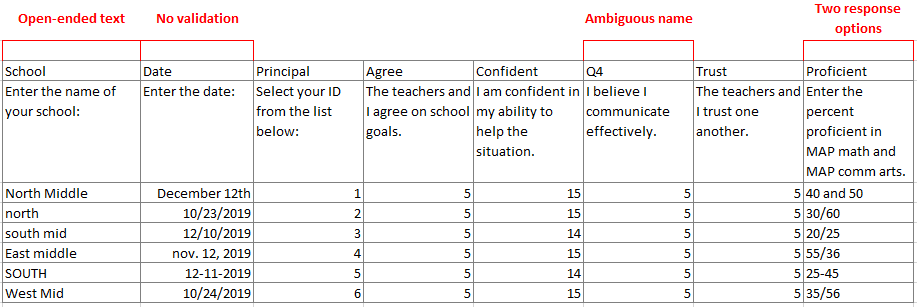 Open-ended text No validation Ambiguous name Two response
options
School Date Principal Agree Confident Q4 Trust Proficient
Enter the name of Enter the date: Select your ID The teachers and I am confident in I believe I The teachers and Enter the
your school: from the list I agree on school my ability to communicate I trust one percent
below: goals. help the effectively. another. proficient in
situation. MAP math and
MAP comm arts.
North Middle December 12th 1 5 15 5 5 40 and 50
north 10/23/2019 2 5 15 5 5 30/60
south mid 12/10/2019 3 5 14 5 5 20/25
East middle nov. 12, 2019 4 5 15 5 5 55/36
SOUTH 12-11-2019 5 5 14 5 5 25-45
West Mid 10/24/2019 6 5 15 5 5 35/56